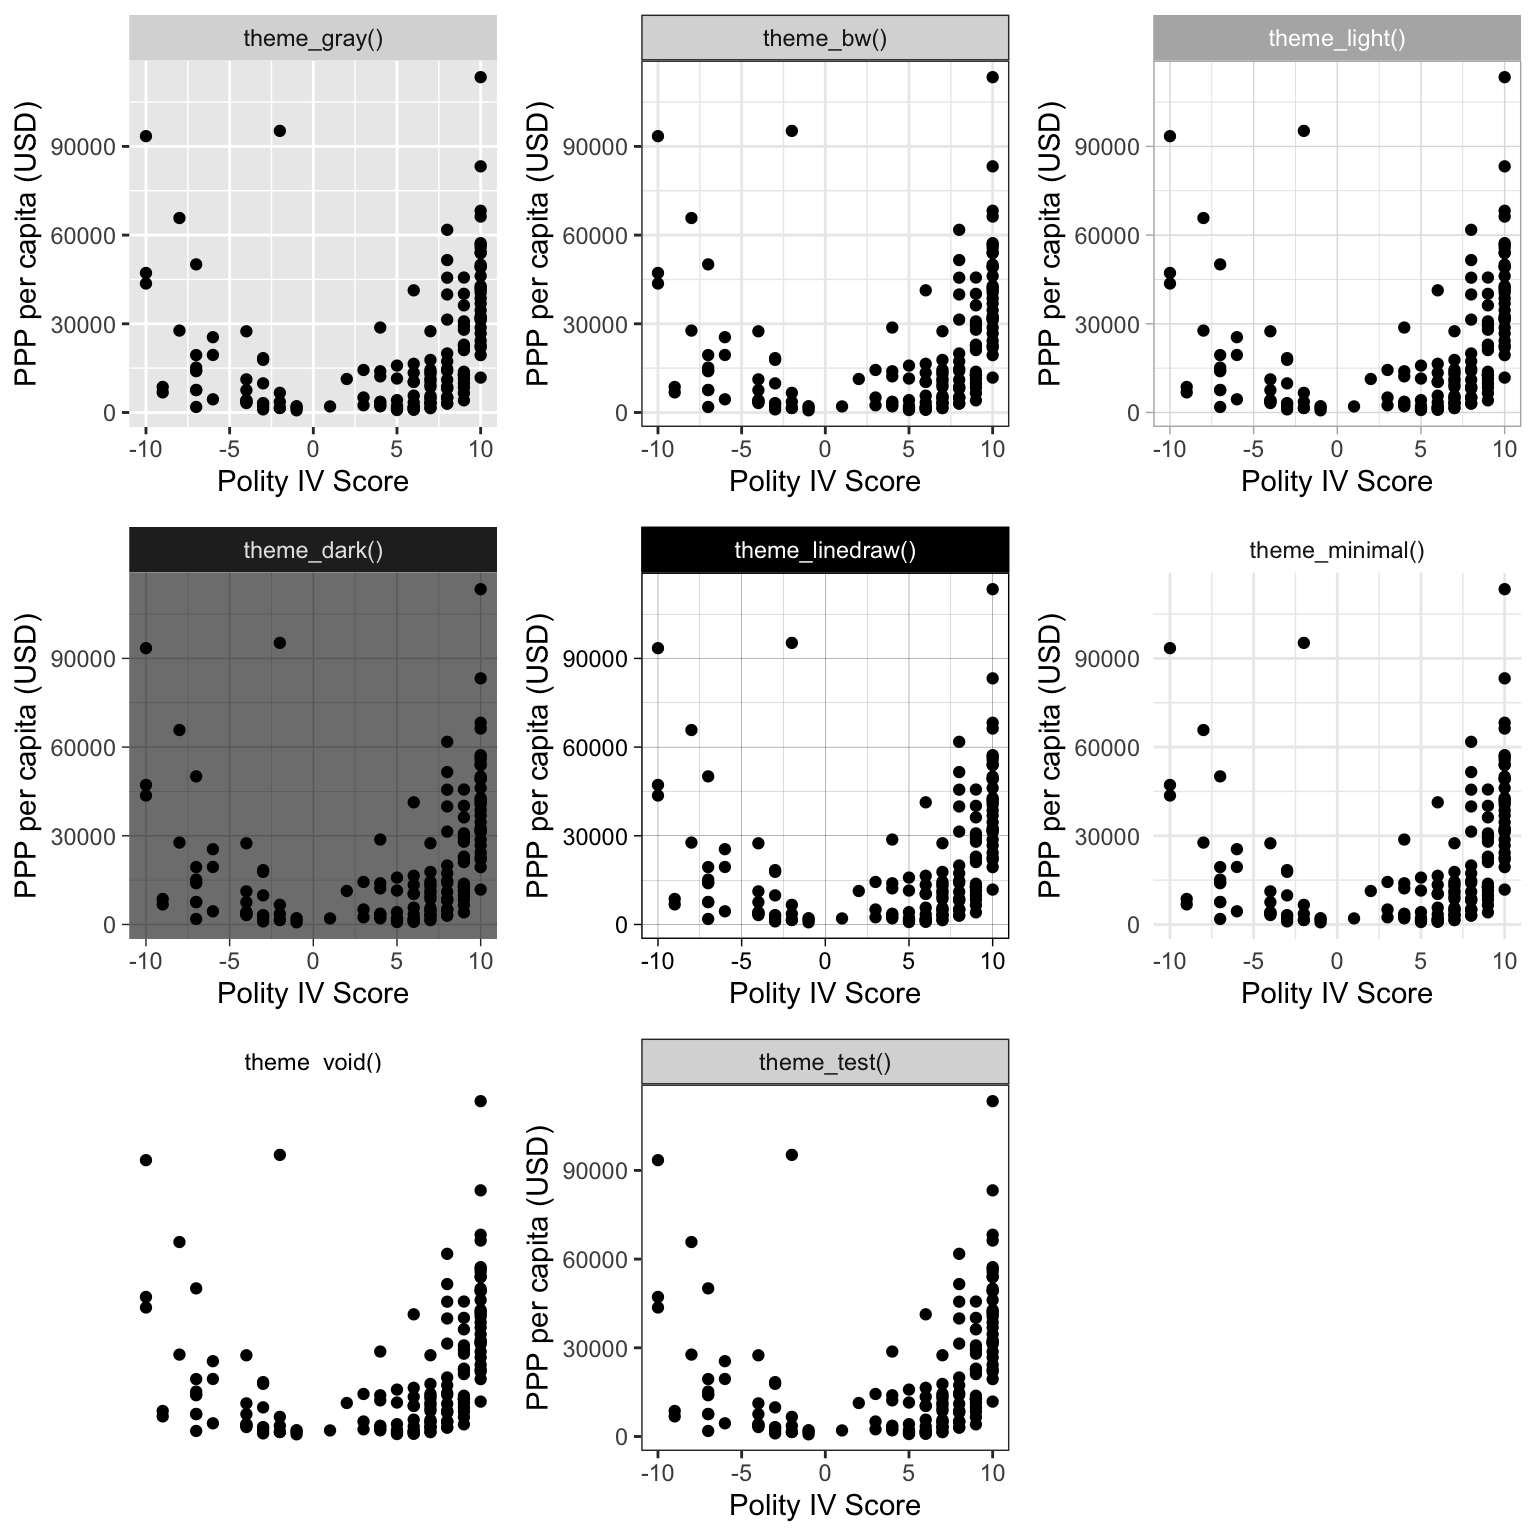 theme_gray()
PPP per capita (USD)
90000
60000
30000
0
-10 -5 0 5 10
Polity IV Score
theme_bw()
PPP per capita (USD)
90000
60000
30000
0
-10 -5 0 5 10
Polity IV Score
theme_light()
PPP per capita (USD)
90000
60000
30000
0
-10 -5 0 5 10
Polity IV Score
theme_dark()
PPP per capita (USD)
90000
60000
30000
0
-10 -5 0 5 10
Polity IV Score
theme_linedraw()
PPP per capita (USD)
90000
60000
30000
0
-10 -5 0 5 10
Polity IV Score
theme_minimal()
PPP per capita (USD)
90000
60000
30000
0
-10 -5 0 5 10
Polity IV Score
theme void()
theme_test()
PPP per capita (USD)
90000
60000
30000
0
-10 -5 0 5 10
Polity IV Score